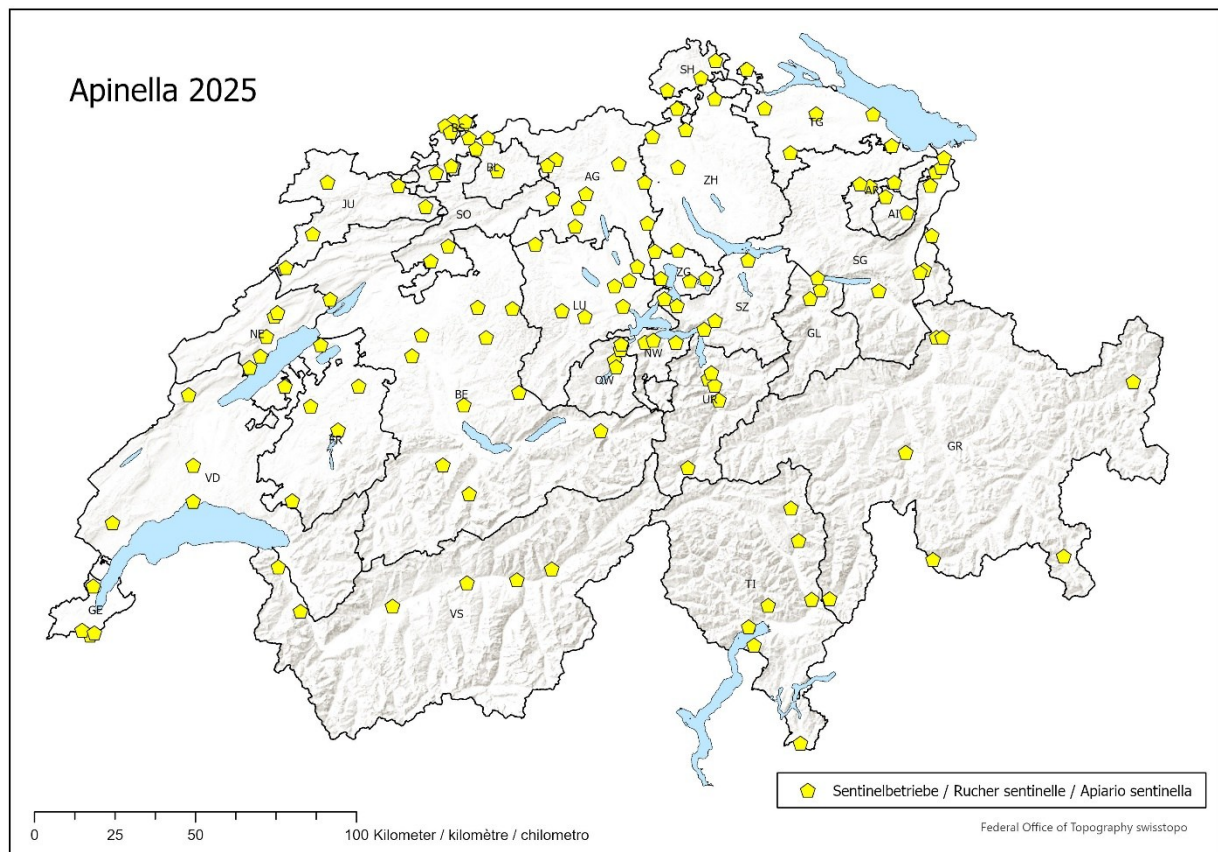 Apinella 2025
SH
TG
BS
BL
AG
ZH
JU
SO
AR
AI
SG
ZG
LU
SZ
NE
GL
NW
OW
BE
UR
FR
GR
VD
TI
GE
VS
Sentinelbetriebe / Rucher sentinelle / Apiario sentinella
0 25 50 100 Kilometer / kilomètre / chilometro
Federal Office of Topography swisstopo